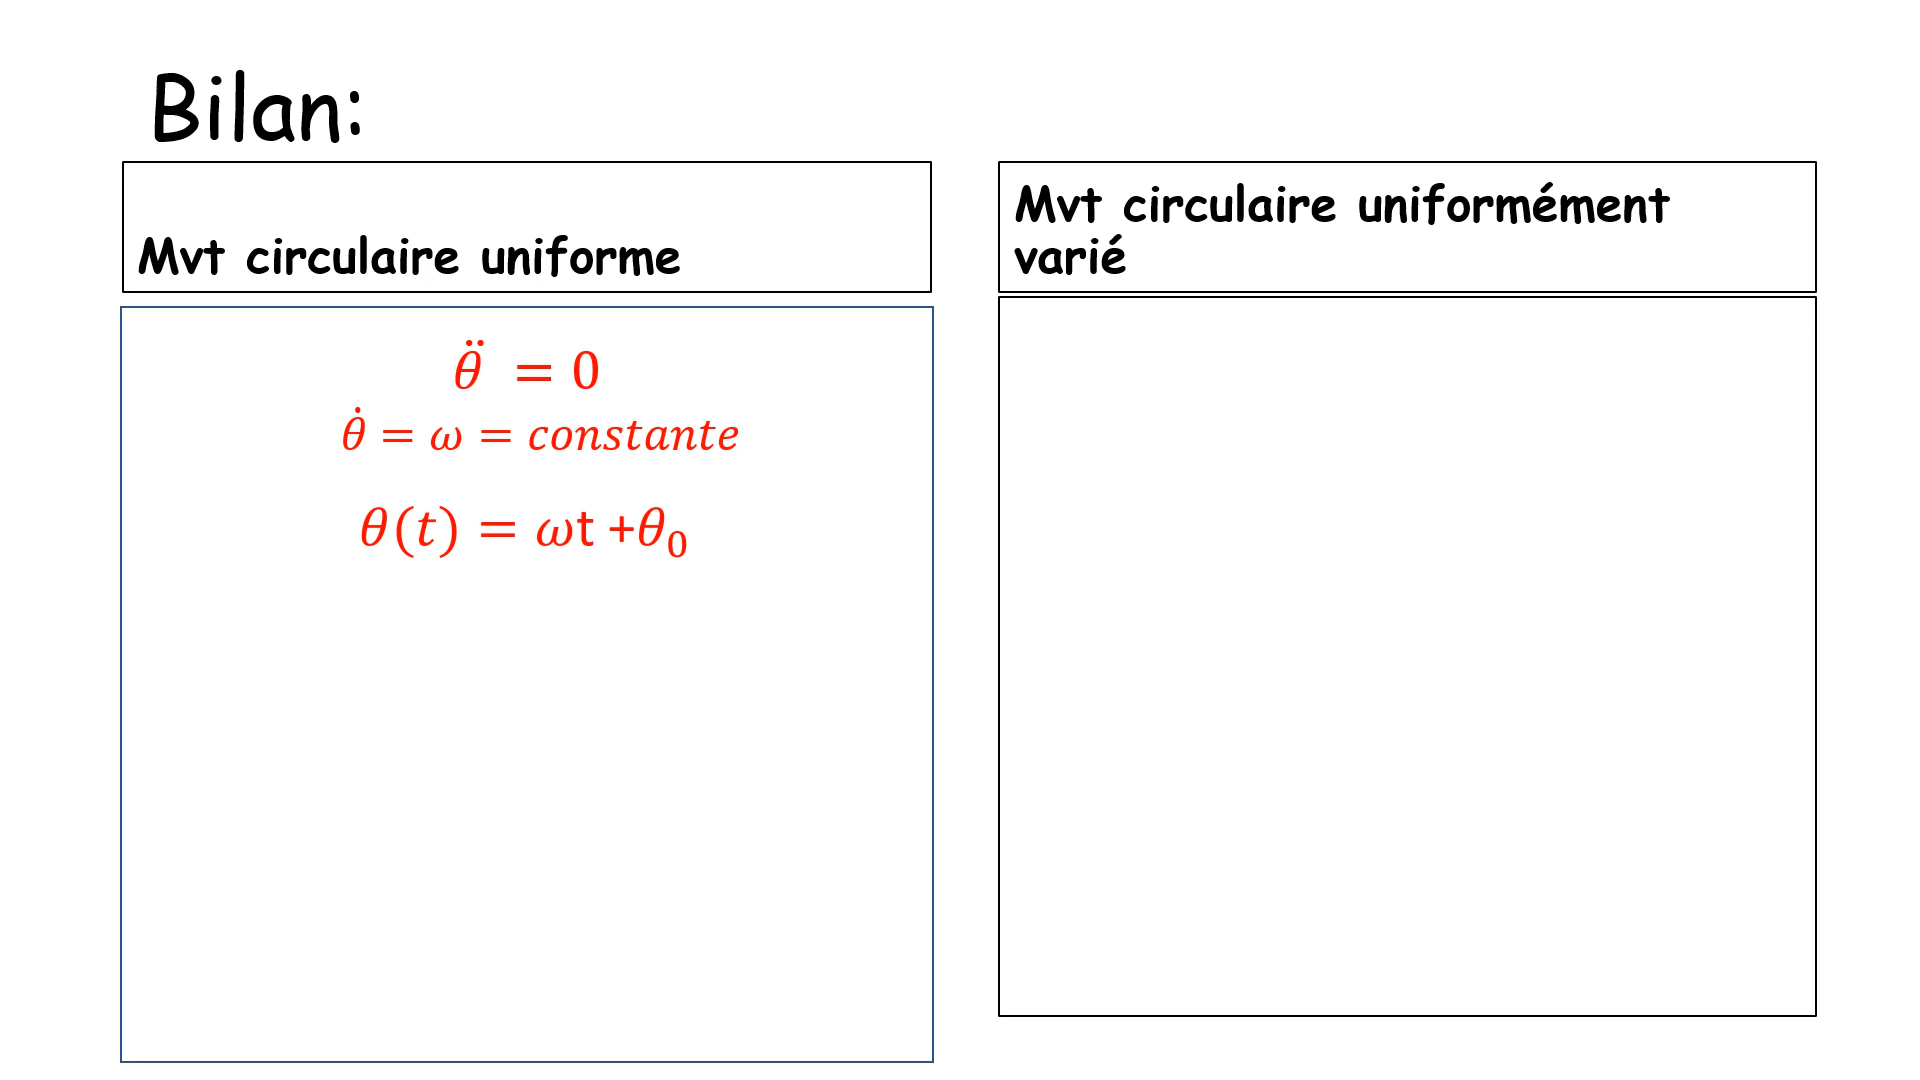 Bilan:
Mvt circulaire uniforme
θ̈ = 0
θ̇ = ω = constante
θ(t) = ωt +θ₀
Mvt circulaire uniformément
varié